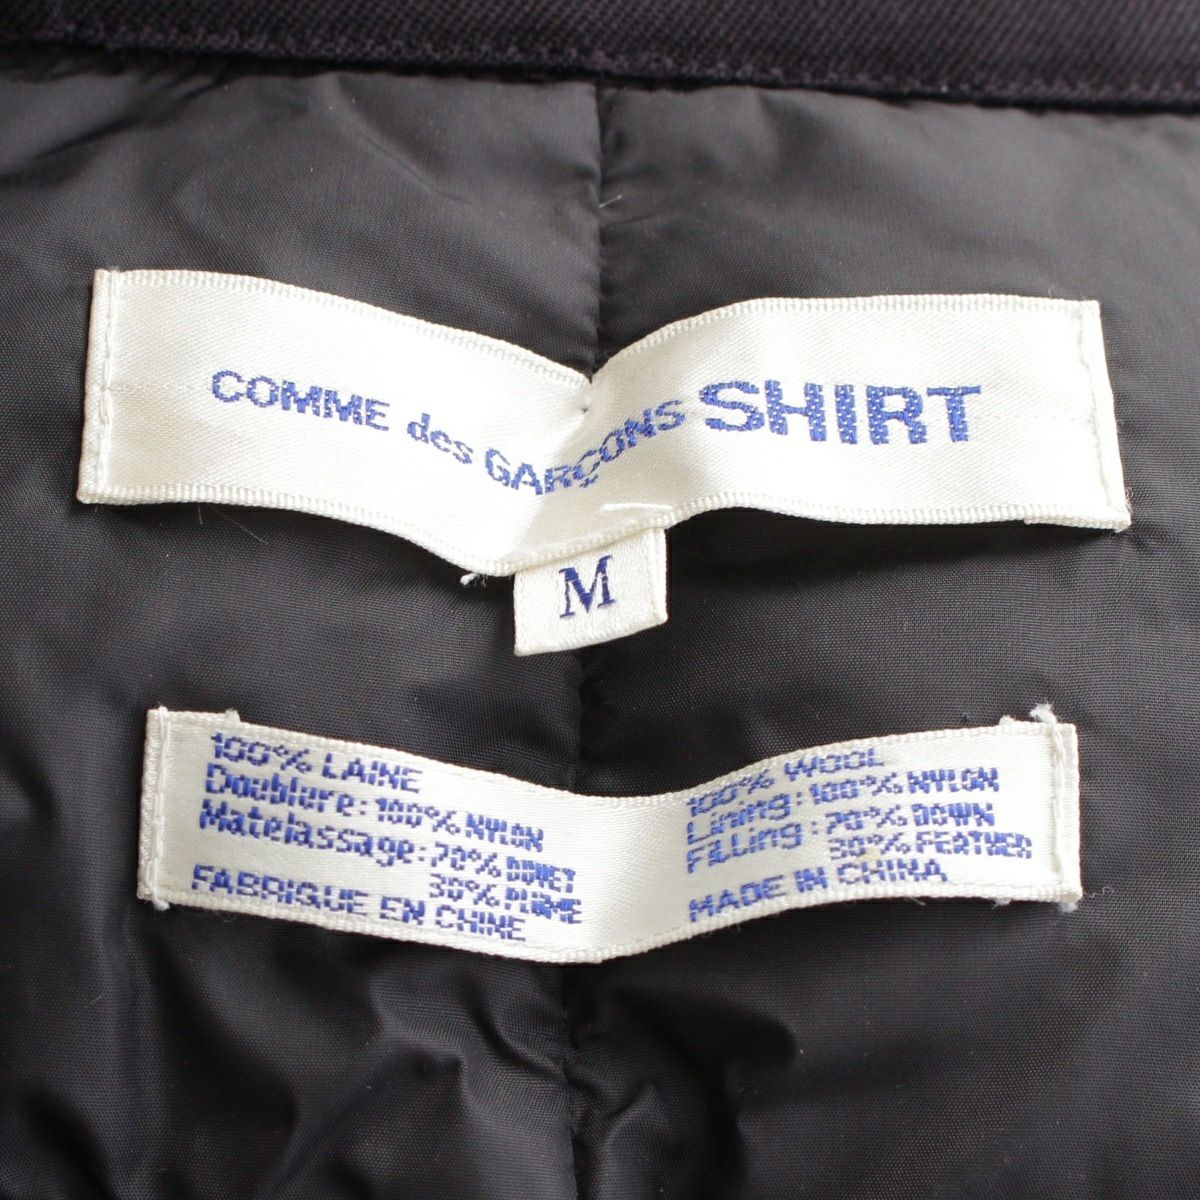 COMME des GARÇONS SHIRT
M
100% LAINE
Doublure: 100% NYLON
Matelassage: 70% DUVET
30% PLUME
FABRIQUE EN CHINE
100% WOOL
Lining: 100% NYLON
Filling: 70% DOWN
30% FEATHER
MADE IN CHINA